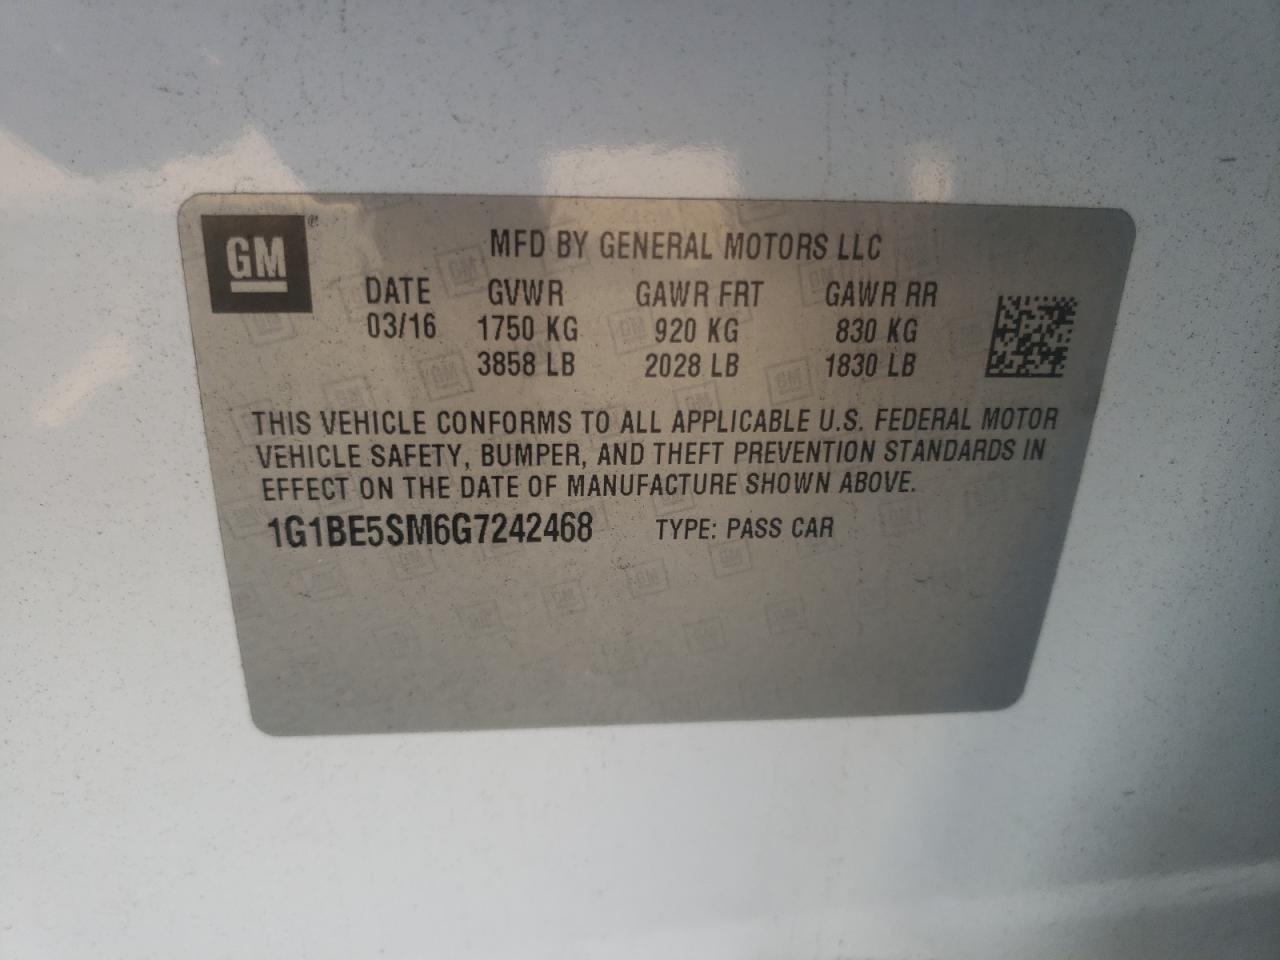 GM ®
MFD BY GENERAL MOTORS LLC
DATE GVWR GAWR FRT GAWR RR
03/16 1750 KG 920 KG 830 KG
3858 LB 2028 LB 1830 LB
THIS VEHICLE CONFORMS TO ALL APPLICABLE U.S. FEDERAL MOTOR
VEHICLE SAFETY, BUMPER, AND THEFT PREVENTION STANDARDS IN
EFFECT ON THE DATE OF MANUFACTURE SHOWN ABOVE.
1G1BE5SM6G7242468 TYPE: PASS CAR